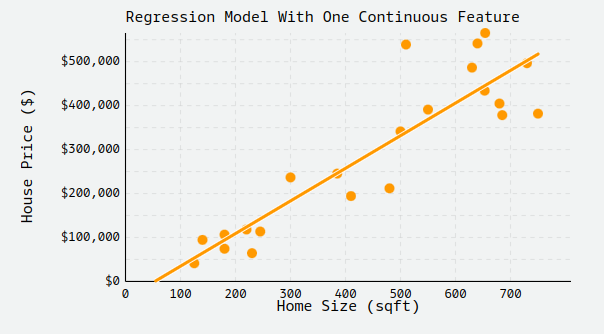 Regression Model With One Continuous Feature
House Price ($)
$500,000
$400,000
$300,000
$200,000
$100,000
$0
0 100 200 300 400 500 600 700
Home Size (sqft)